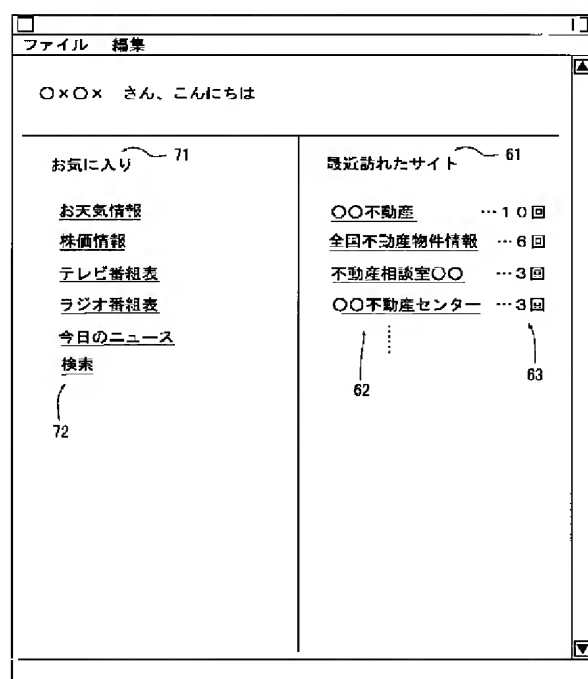 ファイル 編集
○×○× さん、こんにちは
お気に入り 71
お天気情報
株価情報
テレビ番組表
ラジオ番組表
今日のニュース
検索
72
最近訪れたサイト 61
○○不動産 …10回
全国不動産物件情報 …6回
不動産相談室○○ …3回
○○不動産センター …3回
62
63